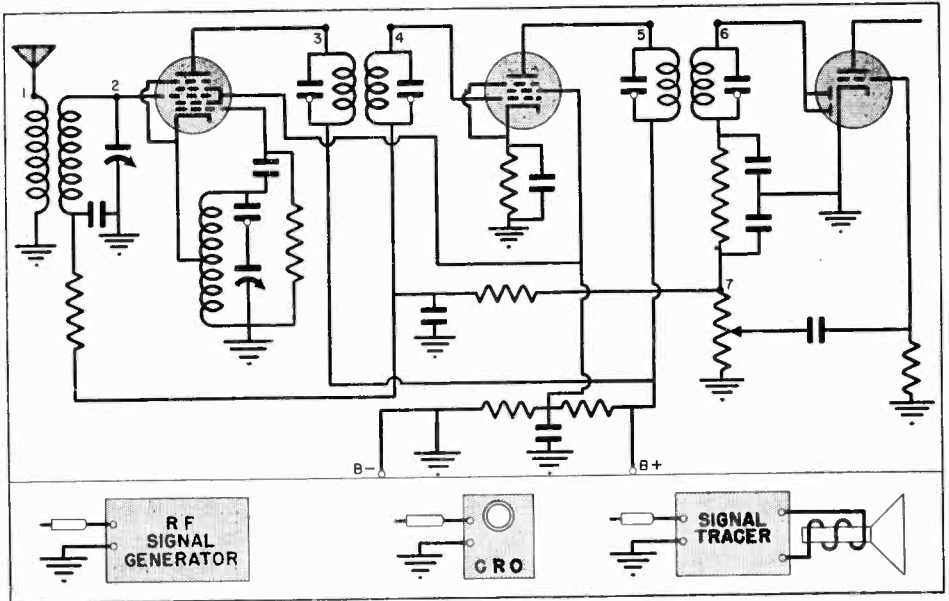 1
2
3
4
5
6
7
B-
B+
RF
SIGNAL
GENERATOR
CRO
SIGNAL
TRACER